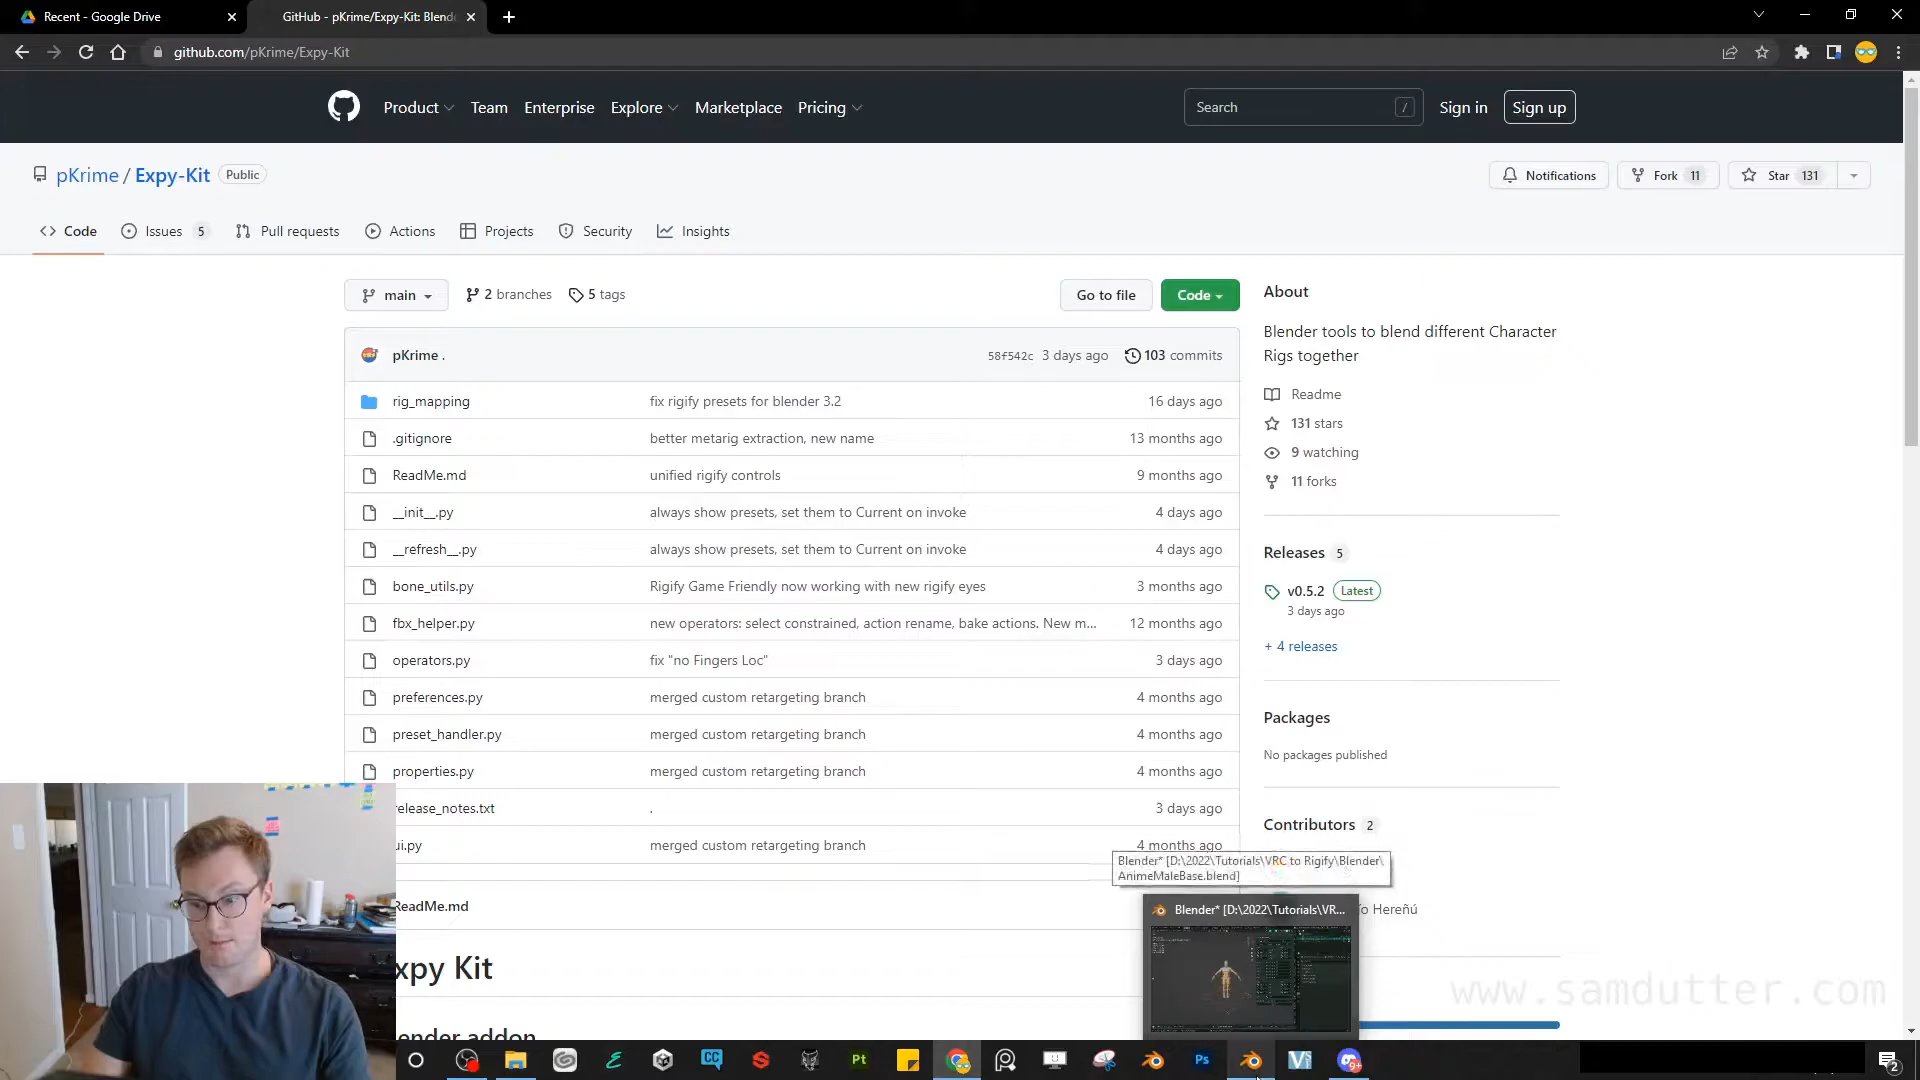 Recent - Google Drive
GitHub - pKrime/Expy-Kit: Blend
github.com/pKrime/Expy-Kit
Product Team Enterprise Explore Marketplace Pricing
Search /
Sign in Sign up
pKrime / Expy-Kit Public
Notifications Fork 11 Star 131
Code Issues 5 Pull requests Actions Projects Security Insights
main 2 branches 5 tags Go to file Code
pKrime . 58f542c 3 days ago 103 commits
rig_mapping fix rigify presets for blender 3.2 16 days ago
.gitignore better metarig extraction, new name 13 months ago
ReadMe.md unified rigify controls 9 months ago
__init__.py always show presets, set them to Current on invoke 4 days ago
__refresh__.py always show presets, set them to Current on invoke 4 days ago
bone_utils.py Rigify Game Friendly now working with new rigify eyes 3 months ago
fbx_helper.py new operators: select constrained, action rename, bake actions. New m... 12 months ago
operators.py fix "no Fingers Loc" 3 days ago
preferences.py merged custom retargeting branch 4 months ago
preset_handler.py merged custom retargeting branch 4 months ago
properties.py merged custom retargeting branch 4 months ago
release_notes.txt . 3 days ago
ui.py merged custom retargeting branch 4 months ago
ReadMe.md
xpy Kit
ender addon
About
Blender tools to blend different Character
Rigs together
Readme
131 stars
9 watching
11 forks
Releases 5
v0.5.2 Latest
3 days ago
+ 4 releases
Packages
No packages published
Contributors 2
ío Hereñú
Blender* [D:\2022\Tutorials\VRC to Rigify\Blender\
AnimeMaleBase.blend]
Blender* [D:\2022\Tutorials\VR...
www.samdutter.com
CC
S
Pt
Ps
9+
2